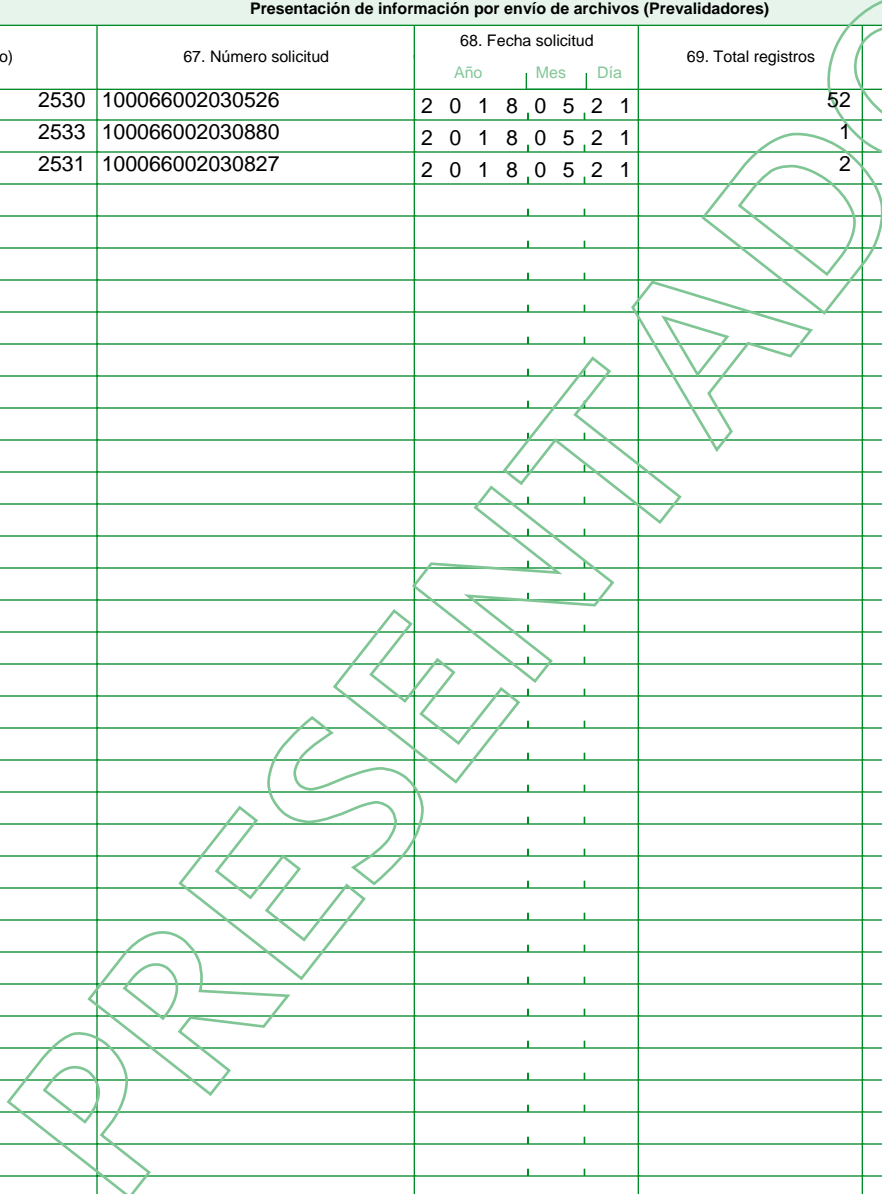 Presentación de información por envío de archivos (Prevalidadores)
o) 67. Número solicitud 68. Fecha solicitud 69. Total registros
Año Mes Día
2530 100066002030526 2 0 1 8 0 5 2 1 52
2533 100066002030880 2 0 1 8 0 5 2 1 1
2531 100066002030827 2 0 1 8 0 5 2 1 2
PRESENTADO